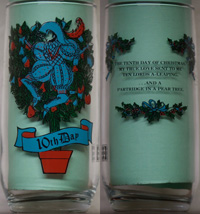 10th Day
THE TENTH DAY OF CHRISTMAS
MY TRUE LOVE SENT TO ME
TEN LORDS A LEAPING
AND A
PARTRIDGE IN A PEAR TREE